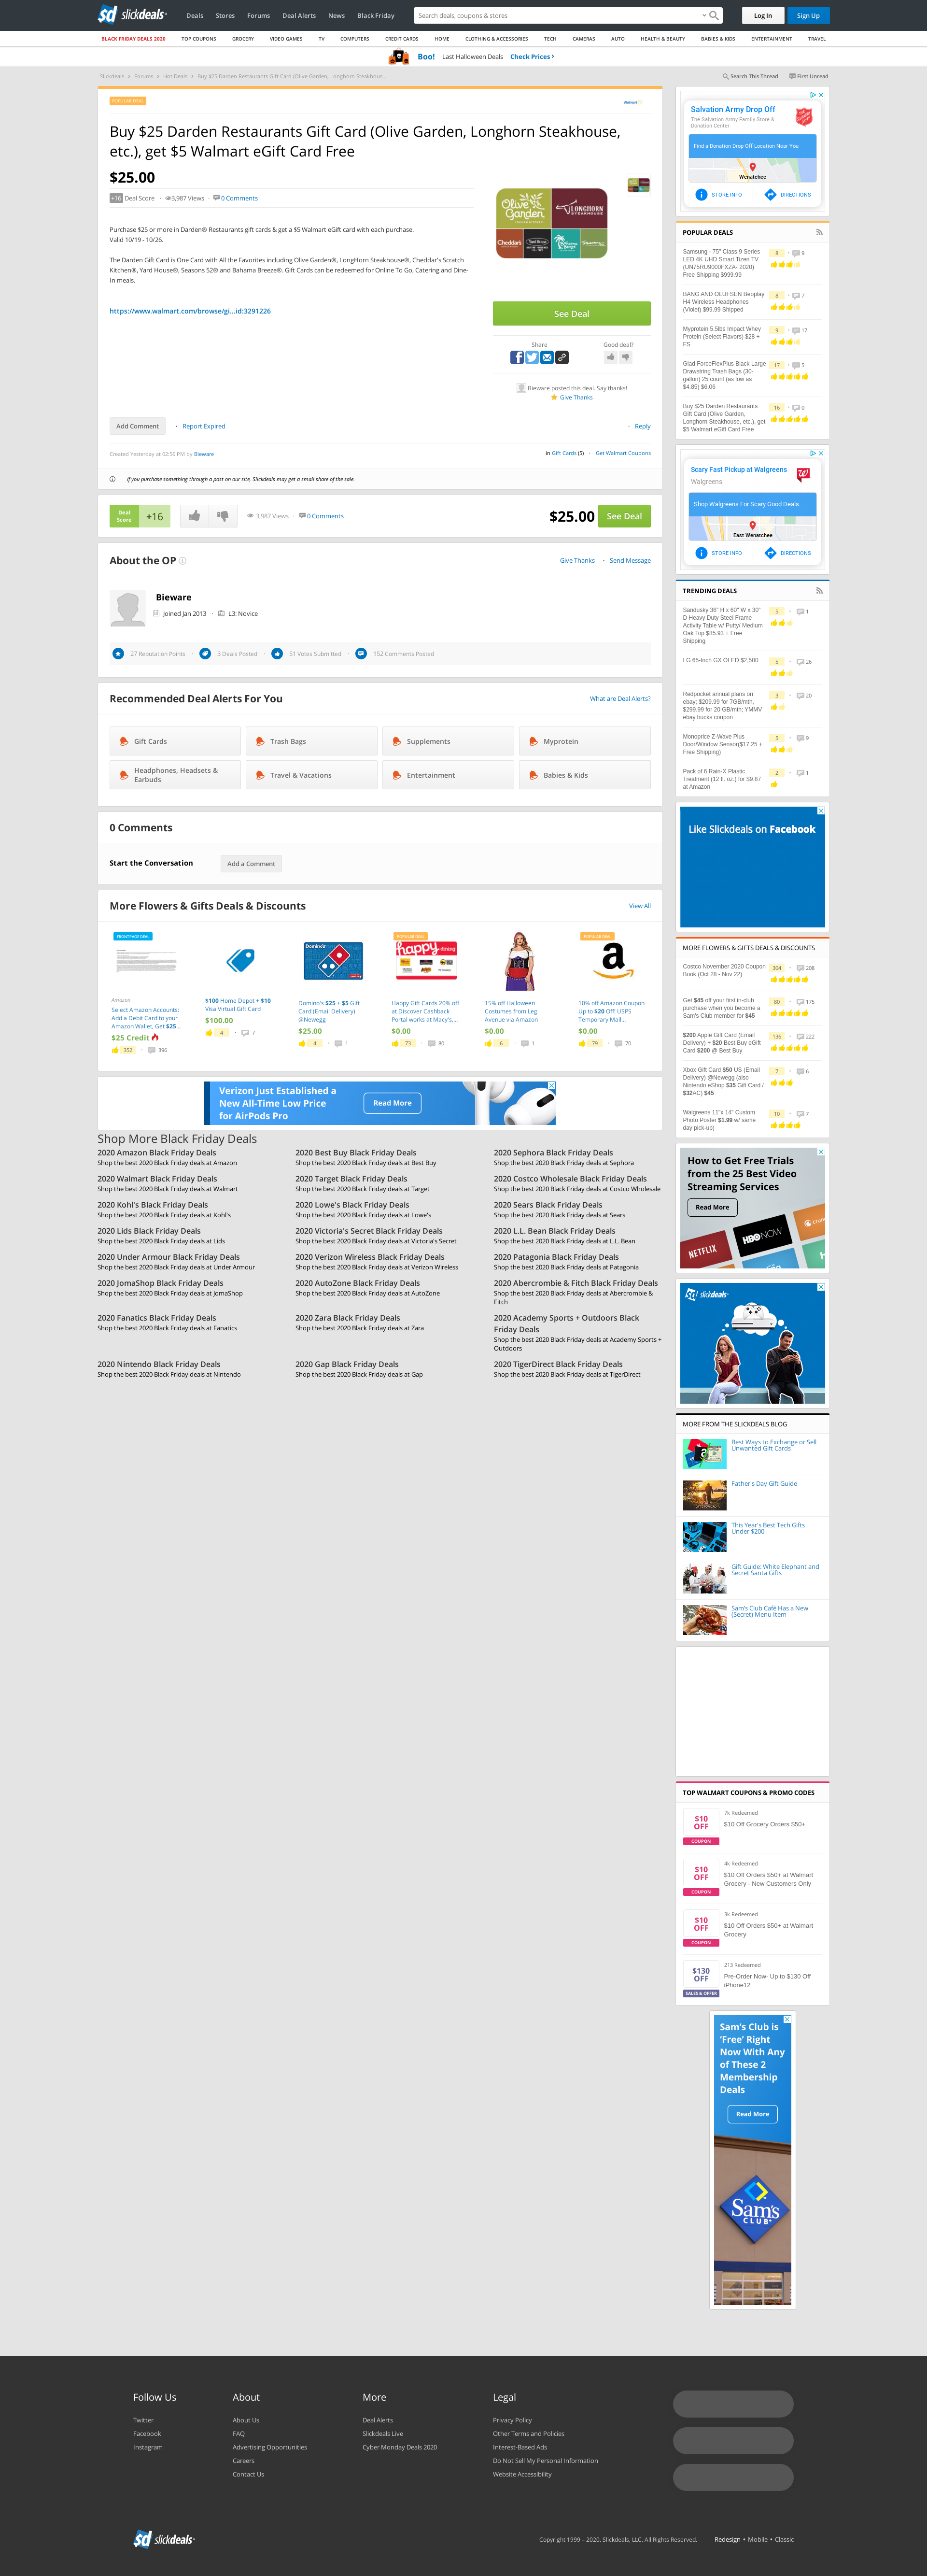 slickdeals
Deals Stores Forums Deal Alerts News Black Friday
Search deals, coupons & stores
Log In Sign Up
BLACK FRIDAY DEALS 2020 TOP COUPONS GROCERY VIDEO GAMES TV COMPUTERS CREDIT CARDS HOME CLOTHING & ACCESSORIES TECH CAMERAS AUTO HEALTH & BEAUTY BABIES & KIDS ENTERTAINMENT TRAVEL
Boo! Last Halloween Deals Check Prices
Slickdeals Forums Hot Deals Buy $25 Darden Restaurants Gift Card (Olive Garden, Longhorn Steakhous...
Search This Thread First Unread
POPULAR DEAL
Walmart
Buy $25 Darden Restaurants Gift Card (Olive Garden, Longhorn Steakhouse,
etc.), get $5 Walmart eGift Card Free
$25.00
+16 Deal Score 3,987 Views 0 Comments
Purchase $25 or more in Darden® Restaurants gift cards & get a $5 Walmart eGift card with each purchase.
Valid 10/19 - 10/26.
The Darden Gift Card is One Card with All the Favorites including Olive Garden®, LongHorn Steakhouse®, Cheddar's Scratch
Kitchen®, Yard House®, Seasons 52® and Bahama Breeze®. Gift Cards can be redeemed for Online To Go, Catering and Dine-
In meals.
https://www.walmart.com/browse/gi...id:3291226
Olive Garden
LONGHORN
STEAKHOUSE
Cheddar's
See Deal
Share Good deal?
Bieware posted this deal. Say thanks!
Give Thanks
Add Comment Report Expired Reply
Created Yesterday at 02:56 PM by Bieware
in Gift Cards (5) Get Walmart Coupons
If you purchase something through a post on our site, Slickdeals may get a small share of the sale.
Deal
Score
+16 3,987 Views 0 Comments $25.00 See Deal
About the OP Give Thanks Send Message
Bieware
Joined Jan 2013 L3: Novice
27 Reputation Points 3 Deals Posted 51 Votes Submitted 152 Comments Posted
Recommended Deal Alerts For You What are Deal Alerts?
Gift Cards Trash Bags Supplements Myprotein
Headphones, Headsets &
Earbuds
Travel & Vacations Entertainment Babies & Kids
0 Comments
Start the Conversation Add a Comment
More Flowers & Gifts Deals & Discounts View All
FRONTPAGE DEAL
Amazon
Select Amazon Accounts:
Add a Debit Card to your
Amazon Wallet, Get $25...
$25 Credit
352 396
$100 Home Depot + $10
Visa Virtual Gift Card
$100.00
4 7
Domino's
Domino's $25 + $5 Gift
Card (Email Delivery)
@Newegg
$25.00
4 1
POPULAR DEAL
happy dining
Happy Gift Cards 20% off
at Discover Cashback
Portal works at Macy's,...
$0.00
73 80
15% off Halloween
Costumes from Leg
Avenue via Amazon
$0.00
6 1
POPULAR DEAL
a
10% off Amazon Coupon
Up to $20 Off! USPS
Temporary Mail...
$0.00
79 70
Verizon Just Established a
New All-Time Low Price
for AirPods Pro
Read More
Shop More Black Friday Deals
2020 Amazon Black Friday Deals
Shop the best 2020 Black Friday deals at Amazon
2020 Best Buy Black Friday Deals
Shop the best 2020 Black Friday deals at Best Buy
2020 Sephora Black Friday Deals
Shop the best 2020 Black Friday deals at Sephora
2020 Walmart Black Friday Deals
Shop the best 2020 Black Friday deals at Walmart
2020 Target Black Friday Deals
Shop the best 2020 Black Friday deals at Target
2020 Costco Wholesale Black Friday Deals
Shop the best 2020 Black Friday deals at Costco Wholesale
2020 Kohl's Black Friday Deals
Shop the best 2020 Black Friday deals at Kohl's
2020 Lowe's Black Friday Deals
Shop the best 2020 Black Friday deals at Lowe's
2020 Sears Black Friday Deals
Shop the best 2020 Black Friday deals at Sears
2020 Lids Black Friday Deals
Shop the best 2020 Black Friday deals at Lids
2020 Victoria's Secret Black Friday Deals
Shop the best 2020 Black Friday deals at Victoria's Secret
2020 L.L. Bean Black Friday Deals
Shop the best 2020 Black Friday deals at L.L. Bean
2020 Under Armour Black Friday Deals
Shop the best 2020 Black Friday deals at Under Armour
2020 Verizon Wireless Black Friday Deals
Shop the best 2020 Black Friday deals at Verizon Wireless
2020 Patagonia Black Friday Deals
Shop the best 2020 Black Friday deals at Patagonia
2020 JomaShop Black Friday Deals
Shop the best 2020 Black Friday deals at JomaShop
2020 AutoZone Black Friday Deals
Shop the best 2020 Black Friday deals at AutoZone
2020 Abercrombie & Fitch Black Friday Deals
Shop the best 2020 Black Friday deals at Abercrombie &
Fitch
2020 Fanatics Black Friday Deals
Shop the best 2020 Black Friday deals at Fanatics
2020 Zara Black Friday Deals
Shop the best 2020 Black Friday deals at Zara
2020 Academy Sports + Outdoors Black
Friday Deals
Shop the best 2020 Black Friday deals at Academy Sports +
Outdoors
2020 Nintendo Black Friday Deals
Shop the best 2020 Black Friday deals at Nintendo
2020 Gap Black Friday Deals
Shop the best 2020 Black Friday deals at Gap
2020 TigerDirect Black Friday Deals
Shop the best 2020 Black Friday deals at TigerDirect
Salvation Army Drop Off
The Salvation Army Family Store &
Donation Center
Find a Donation Drop Off Location Near You
Wenatchee
STORE INFO DIRECTIONS
POPULAR DEALS
Samsung - 75" Class 9 Series
LED 4K UHD Smart Tizen TV
(UN75RU9000FXZA- 2020)
Free Shipping $999.99
8 9
BANG AND OLUFSEN Beoplay
H4 Wireless Headphones
(Violet) $99.99 Shipped
8 7
Myprotein 5.5lbs Impact Whey
Protein (Select Flavors) $28 +
FS
9 17
Glad ForceFlexPlus Black Large
Drawstring Trash Bags (30-
gallon) 25 count (as low as
$4.85) $6.06
17 5
Buy $25 Darden Restaurants
Gift Card (Olive Garden,
Longhorn Steakhouse, etc.), get
$5 Walmart eGift Card Free
16 0
Scary Fast Pickup at Walgreens
Walgreens
Shop Walgreens For Scary Good Deals
East Wenatchee
STORE INFO DIRECTIONS
TRENDING DEALS
Sandusky 36" H x 60" W x 30"
D Heavy Duty Steel Frame
Activity Table w/ Putty/ Medium
Oak Top $85.93 + Free
Shipping
5 1
LG 65-Inch GX OLED $2,500
5 26
Redpocket annual plans on
ebay; $209.99 for 7GB/mth,
$299.99 for 20 GB/mth; YMMV
ebay bucks coupon
3 20
Monoprice Z-Wave Plus
Door/Window Sensor($17.25 +
Free Shipping)
5 9
Pack of 6 Rain-X Plastic
Treatment (12 fl. oz.) for $9.87
at Amazon
2 1
Like Slickdeals on Facebook
MORE FLOWERS & GIFTS DEALS & DISCOUNTS
Costco November 2020 Coupon
Book (Oct 28 - Nov 22)
304 208
Get $45 off your first in-club
purchase when you become a
Sam's Club member for $45
80 175
$200 Apple Gift Card (Email
Delivery) + $20 Best Buy eGift
Card $200 @ Best Buy
136 222
Xbox Gift Card $50 US (Email
Delivery) @Newegg (also
Nintendo eShop $35 Gift Card /
$32AC) $45
7 6
Walgreens 11"x 14" Custom
Photo Poster $1.99 w/ same
day pick-up)
10 7
How to Get Free Trials
from the 25 Best Video
Streaming Services
Read More
NETFLIX
HBO NOW
slickdeals
MORE FROM THE SLICKDEALS BLOG
Best Ways to Exchange or Sell
Unwanted Gift Cards
Father's Day Gift Guide
This Year's Best Tech Gifts
Under $200
Gift Guide: White Elephant and
Secret Santa Gifts
Sam's Club Café Has a New
(Secret) Menu Item
TOP WALMART COUPONS & PROMO CODES
$10
OFF
COUPON
7k Redeemed
$10 Off Grocery Orders $50+
$10
OFF
COUPON
4k Redeemed
$10 Off Orders $50+ at Walmart
Grocery - New Customers Only
$10
OFF
COUPON
3k Redeemed
$10 Off Orders $50+ at Walmart
Grocery
$130
OFF
SALES & OFFER
213 Redeemed
Pre-Order Now- Up to $130 Off
iPhone12
Sam's Club is
'Free' Right
Now With Any
of These 2
Membership
Deals
Read More
Sam's
CLUB
Follow Us About More Legal
Twitter About Us Deal Alerts Privacy Policy
Facebook FAQ Slickdeals Live Other Terms and Policies
Instagram Advertising Opportunities Cyber Monday Deals 2020 Interest-Based Ads
Careers Do Not Sell My Personal Information
Contact Us Website Accessibility
slickdeals
Copyright 1999 – 2020. Slickdeals, LLC. All Rights Reserved. Redesign • Mobile • Classic